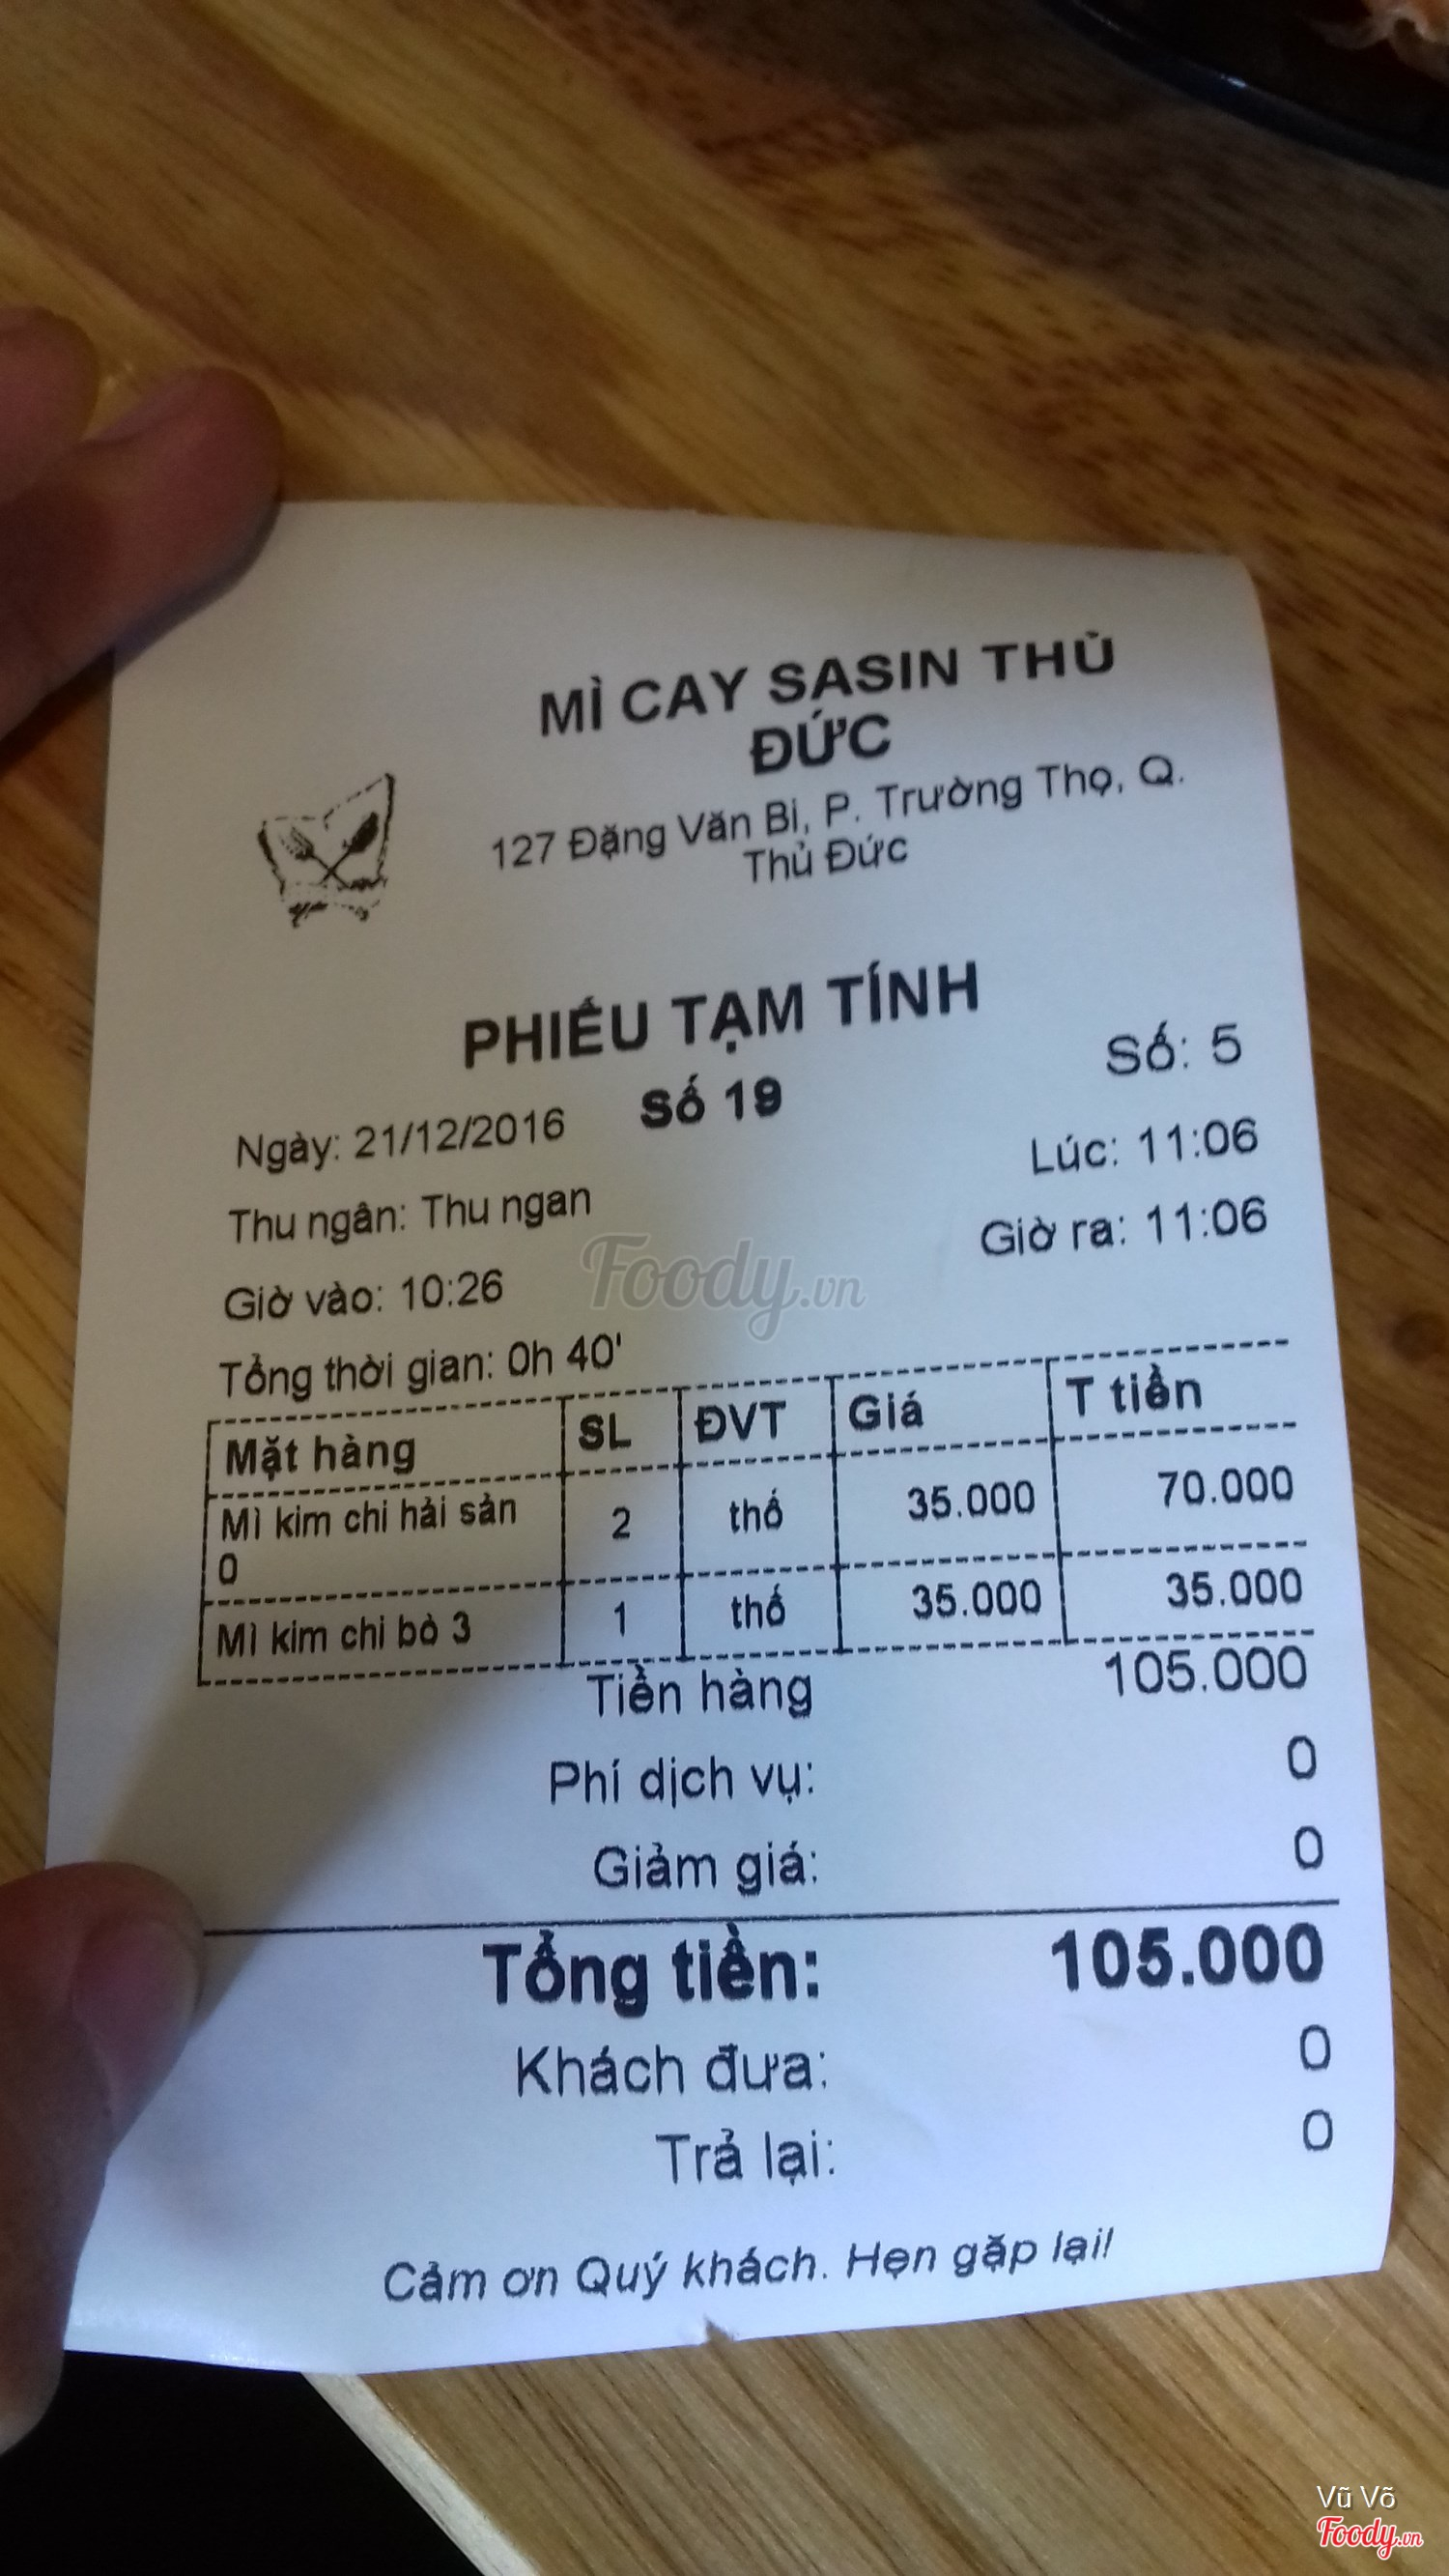 MÌ CAY SASIN THỦ
ĐỨC
127 Đặng Văn Bi, P. Trường Thọ, Q.
Thủ Đức
PHIẾU TẠM TÍNH
Số: 5
Ngày: 21/12/2016 Số 19
Lúc: 11:06
Thu ngân: Thu ngan
Giờ ra: 11:06
Giờ vào: 10:26
Foody.vn
Tổng thời gian: 0h 40'
Mặt hàng SL ĐVT Giá T tiền
Mì kim chi hải sản 2 thố 35.000 70.000
0
Mì kim chi bò 3 1 thố 35.000 35.000
Tiền hàng 105.000
Phí dịch vụ: 0
Giảm giá: 0
Tổng tiền: 105.000
Khách đưa: 0
Trả lại: 0
Cảm ơn Quý khách. Hẹn gặp lại!
Vũ Võ
Foody.vn